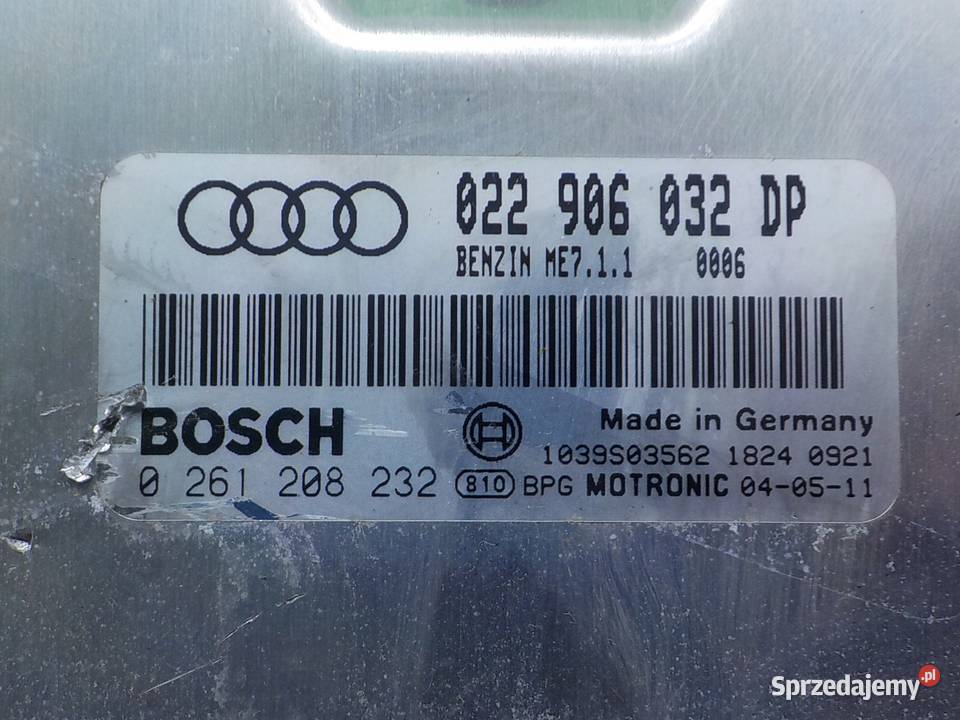 022 906 032 DP
BENZIN ME7.1.1 0006
BOSCH
Made in Germany
1039S03562 1824 0921
0 261 208 232 810 BPG MOTRONIC 04-05-11
Sprzedajemy.pl